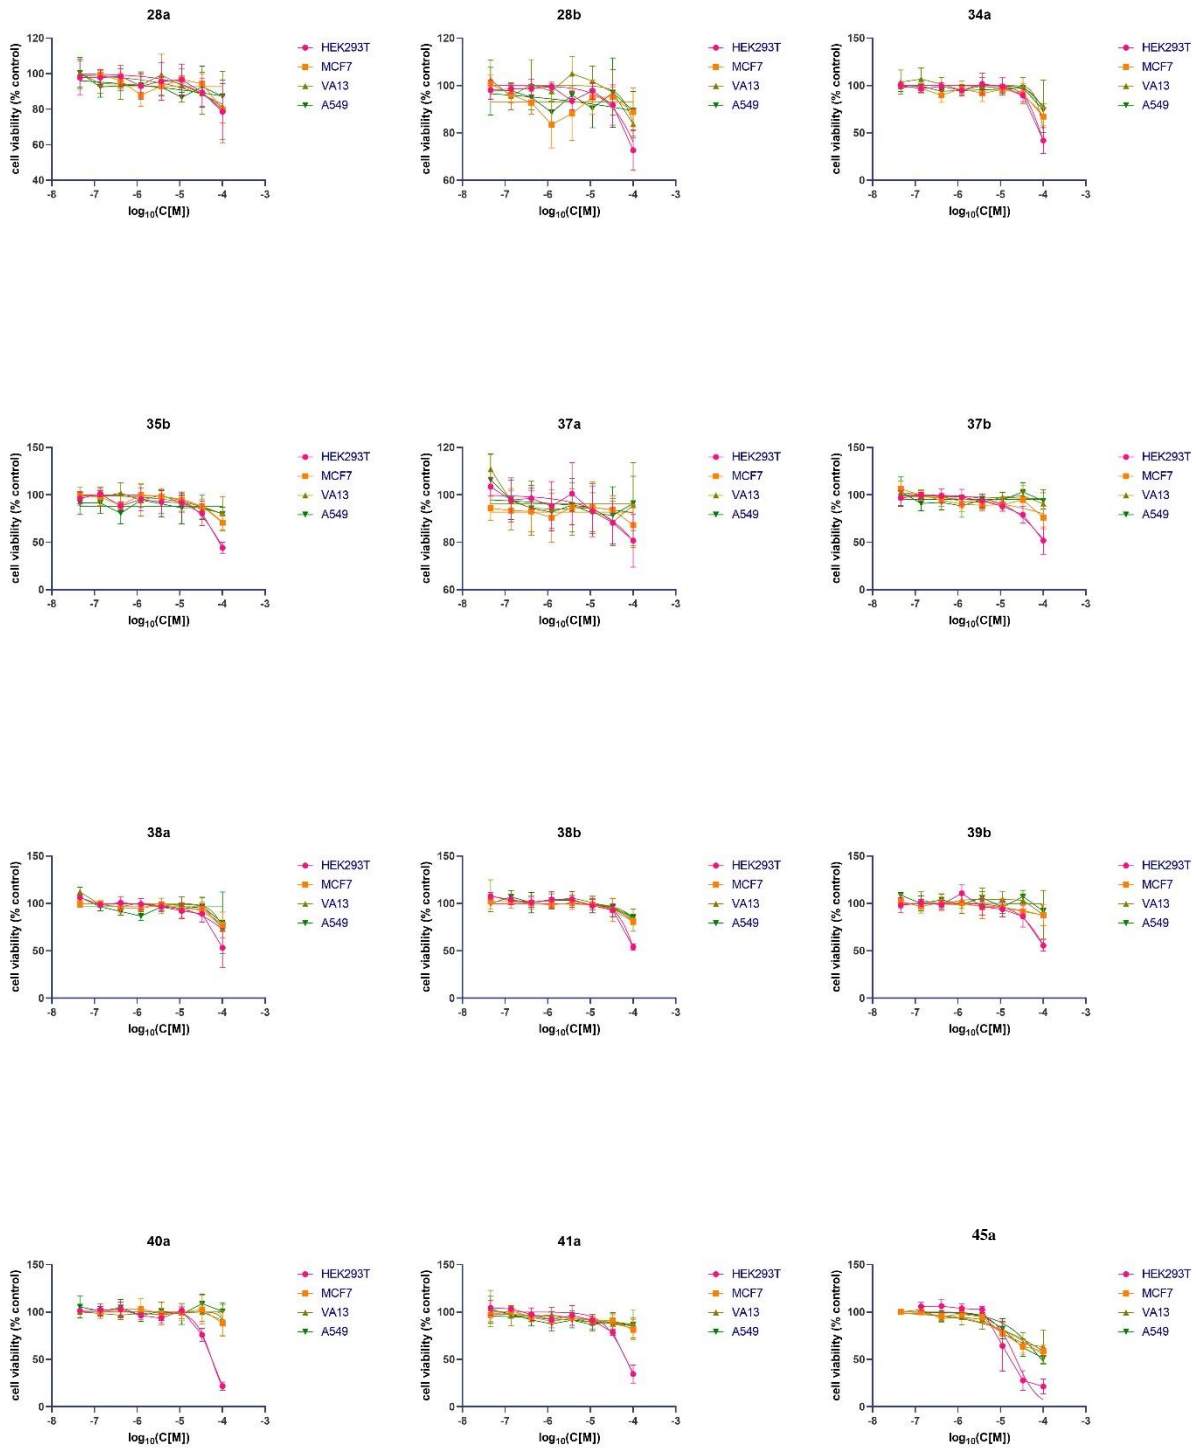 28a
120
100
80
60
40
cell viability (% control)
-8 -7 -6 -5 -4 -3
log₁₀(C[M])
HEK293T
MCF7
VA13
A549
28b
120
100
80
60
cell viability (% control)
-8 -7 -6 -5 -4 -3
log₁₀(C[M])
HEK293T
MCF7
VA13
A549
34a
150
100
50
0
cell viability (% control)
-8 -7 -6 -5 -4 -3
log₁₀(C[M])
HEK293T
MCF7
VA13
A549
35b
150
100
50
0
cell viability (% control)
-8 -7 -6 -5 -4 -3
log₁₀(C[M])
HEK293T
MCF7
VA13
A549
37a
120
100
80
60
cell viability (% control)
-8 -7 -6 -5 -4 -3
log₁₀(C[M])
HEK293T
MCF7
VA13
A549
37b
150
100
50
0
cell viability (% control)
-8 -7 -6 -5 -4 -3
log₁₀(C[M])
HEK293T
MCF7
VA13
A549
38a
150
100
50
0
cell viability (% control)
-8 -7 -6 -5 -4 -3
log₁₀(C[M])
HEK293T
MCF7
VA13
A549
38b
150
100
50
0
cell viability (% control)
-8 -7 -6 -5 -4 -3
log₁₀(C[M])
HEK293T
MCF7
VA13
A549
39b
150
100
50
0
cell viability (% control)
-8 -7 -6 -5 -4 -3
log₁₀(C[M])
HEK293T
MCF7
VA13
A549
40a
150
100
50
0
cell viability (% control)
-8 -7 -6 -5 -4 -3
log₁₀(C[M])
HEK293T
MCF7
VA13
A549
41a
150
100
50
0
cell viability (% control)
-8 -7 -6 -5 -4 -3
log₁₀(C[M])
HEK293T
MCF7
VA13
A549
45a
150
100
50
0
cell viability (% control)
-8 -7 -6 -5 -4 -3
log₁₀(C[M])
HEK293T
MCF7
VA13
A549